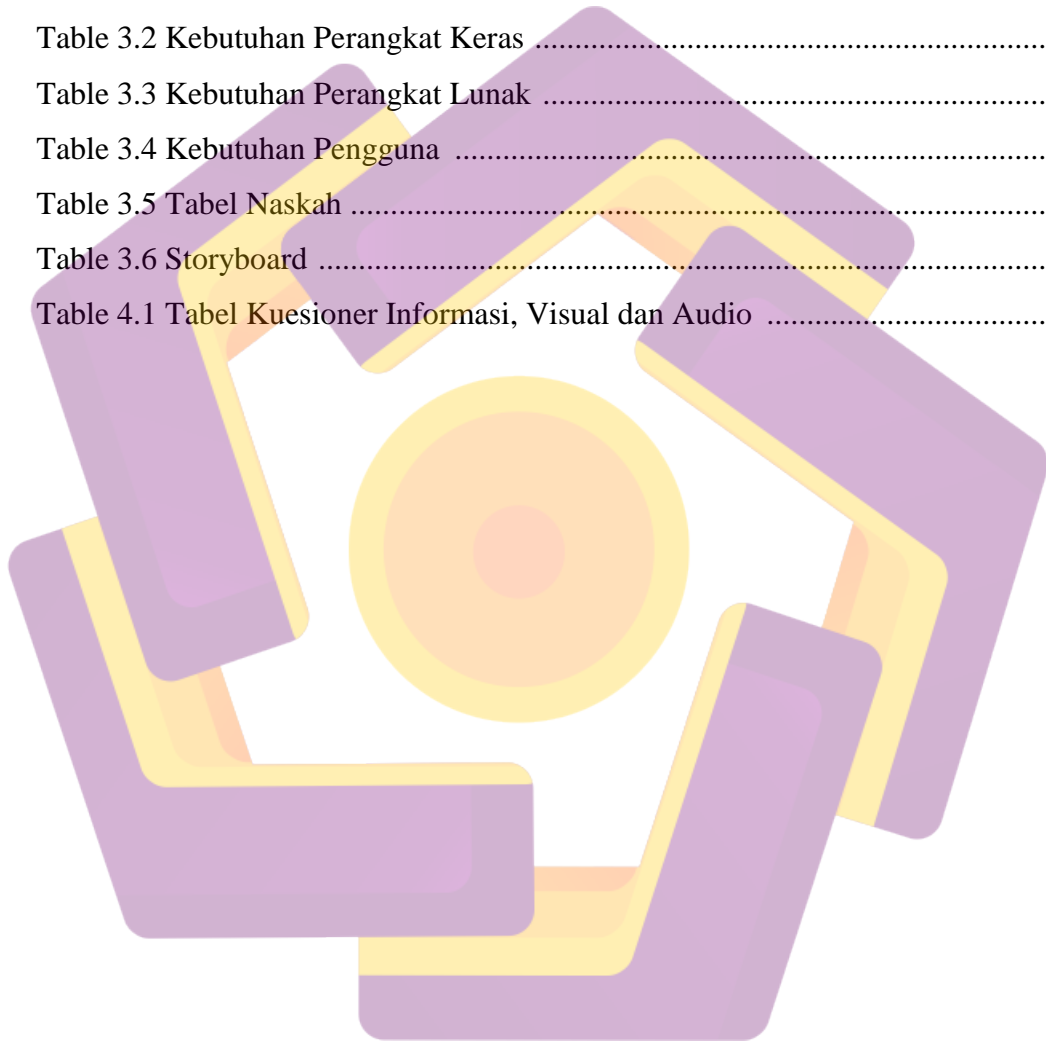 Table 3.2 Kebutuhan Perangkat Keras ................................................................
Table 3.3 Kebutuhan Perangkat Lunak ...............................................................
Table 3.4 Kebutuhan Pengguna ..........................................................................
Table 3.5 Tabel Naskah ........................................................................................
Table 3.6 Storyboard ............................................................................................
Table 4.1 Tabel Kuesioner Informasi, Visual dan Audio ...................................